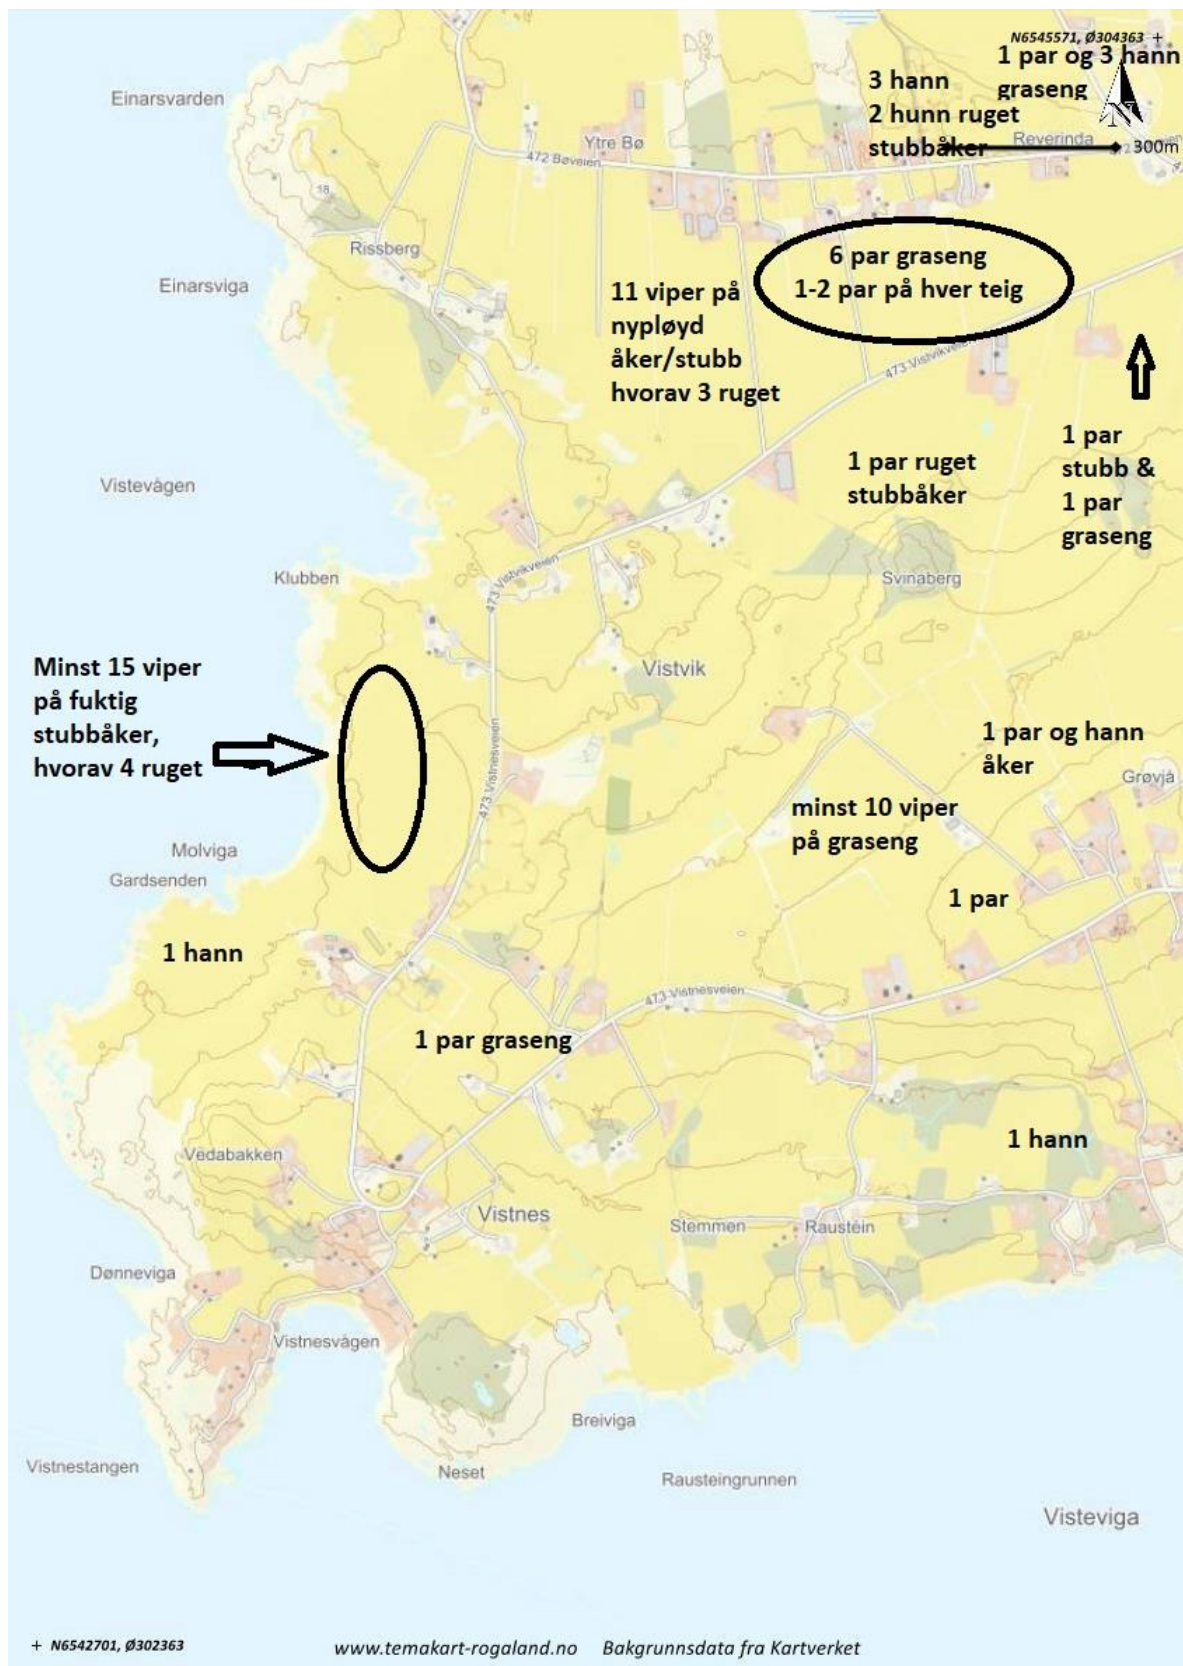 N6545571, Ø304363 +
1 par og 3 hann
graseng
3 hann
2 hunn ruget
stubbåker
N
300m
Reverinda
Einarsvarden
Ytre Bø
472 Bøveien
18
Rissberg
Einarsviga
6 par graseng
1-2 par på hver teig
11 viper på
nypløyd
åker/stubb
hvorav 3 ruget
473 Vistvikveien
1 par
stubb &
1 par
graseng
1 par ruget
stubbåker
Vistevågen
Klubben
473 Vistvikveien
Svinaberg
Minst 15 viper
på fuktig
stubbåker,
hvorav 4 ruget
Vistvik
473 Vistnesveien
1 par og hann
åker
Grøvjå
minst 10 viper
på graseng
Molviga
Gardsenden
1 par
1 hann
473 Vistnesveien
1 par graseng
1 hann
Vedabakken
Vistnes
Stemmen
Raustein
Dønneviga
Vistnesvågen
Breiviga
Vistnestangen
Neset
Rausteingrunnen
Visteviga
+ N6542701, Ø302363
www.temakart-rogaland.no Bakgrunnsdata fra Kartverket